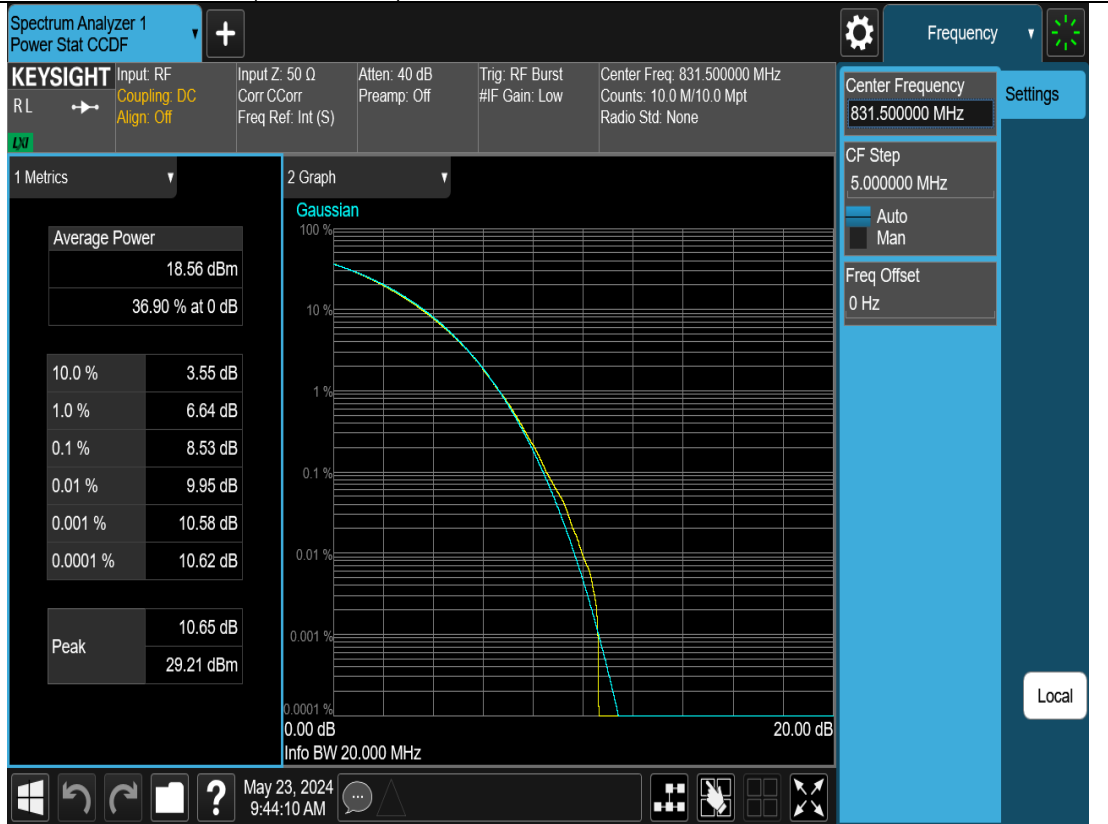 Spectrum Analyzer 1
Power Stat CCDF
+
Frequency
KEYSIGHT
R L
LXI
Input: RF
Coupling: DC
Align: Off
Input Z: 50 Ω
Corr CCorr
Freq Ref: Int (S)
Atten: 40 dB
Preamp: Off
Trig: RF Burst
#IF Gain: Low
Center Freq: 831.500000 MHz
Counts: 10.0 M/10.0 Mpt
Radio Std: None
Center Frequency
831.500000 MHz
Settings
CF Step
5.000000 MHz
Auto
Man
Freq Offset
0 Hz
Local
1 Metrics
Average Power
18.56 dBm
36.90 % at 0 dB
10.0 % 3.55 dB
1.0 % 6.64 dB
0.1 % 8.53 dB
0.01 % 9.95 dB
0.001 % 10.58 dB
0.0001 % 10.62 dB
Peak
10.65 dB
29.21 dBm
2 Graph
Gaussian
100 %
10 %
1 %
0.1 %
0.01 %
0.001 %
0.0001 %
0.00 dB 20.00 dB
Info BW 20.000 MHz
?
May 23, 2024
9:44:10 AM